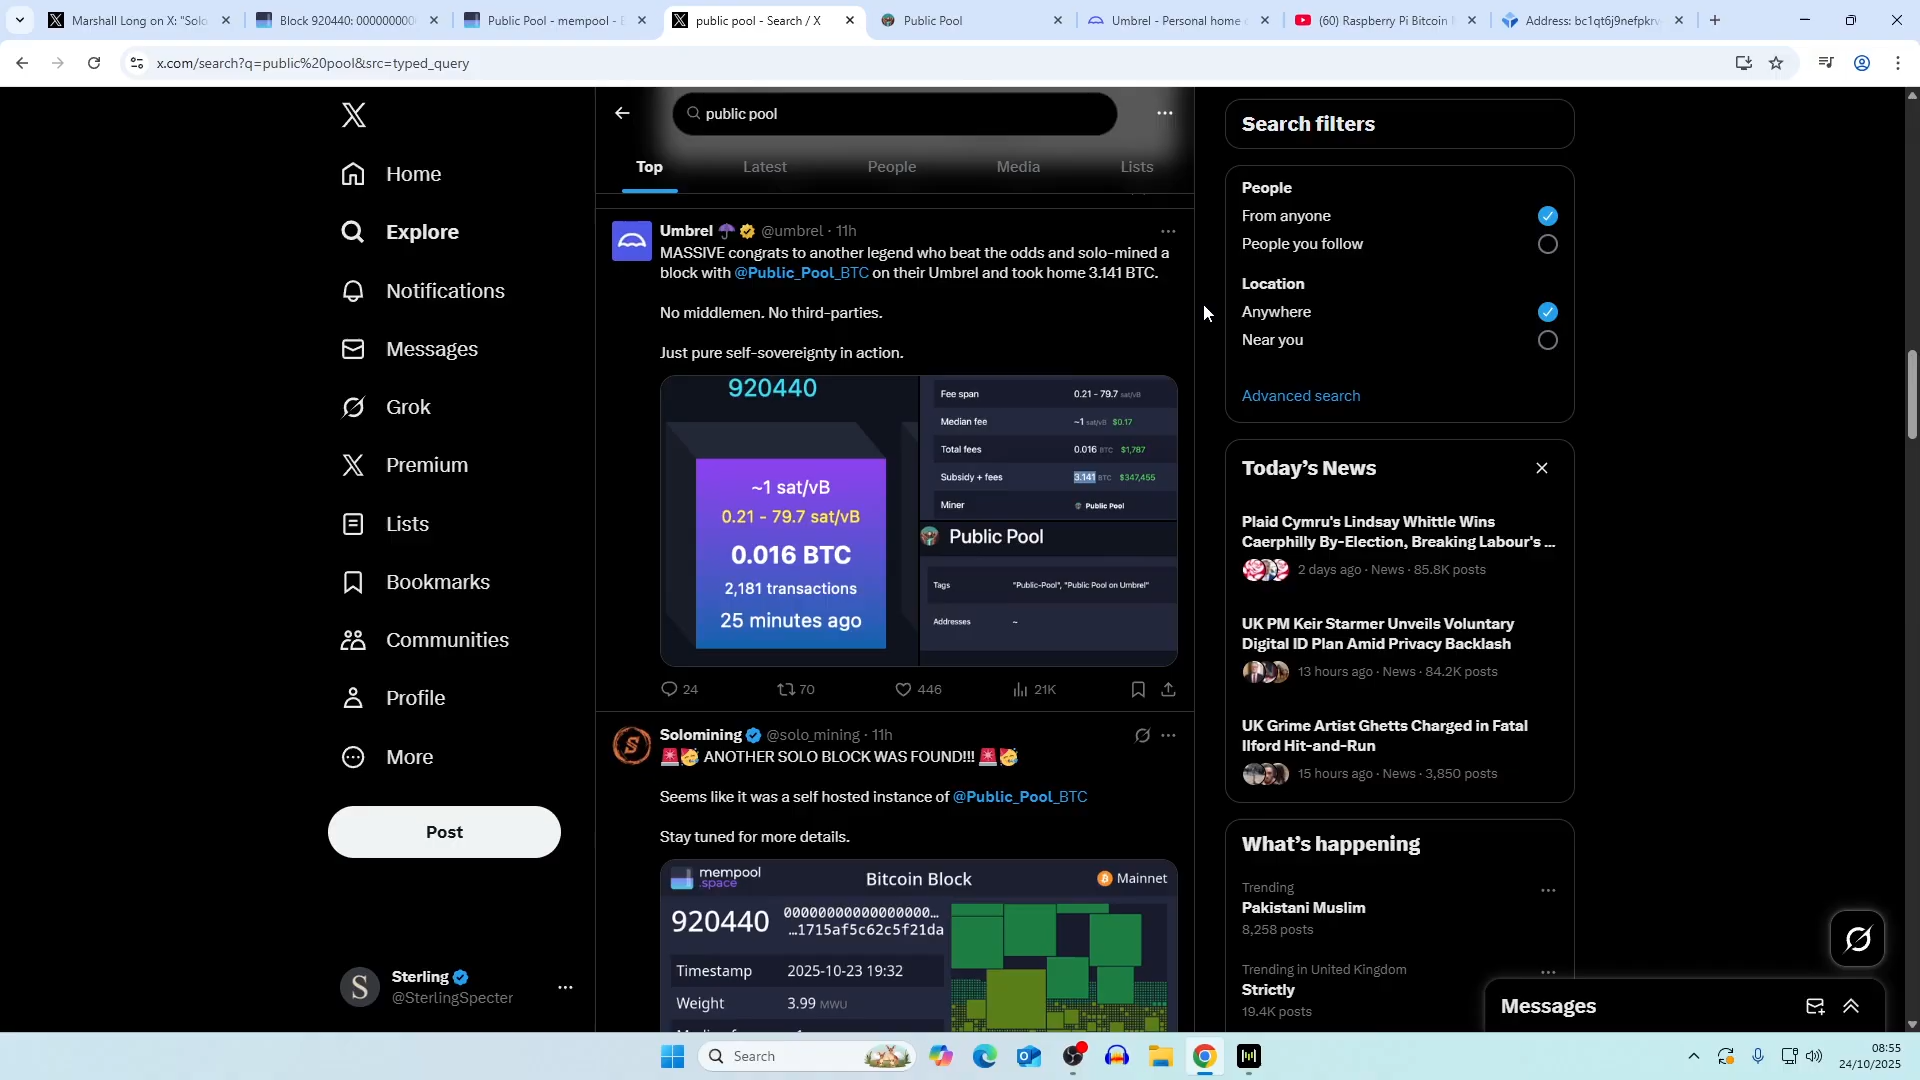 Marshall Long on X: "Solo
Block 920440: 000000000
Public Pool - mempool - B
public pool - Search / X
Public Pool
Umbrel - Personal home c
(60) Raspberry Pi Bitcoin
Address: bc1qt6j9nefpkrv
x.com/search?q=public%20pool&src=typed_query
Home
Explore
Notifications
Messages
Grok
Premium
Lists
Bookmarks
Communities
Profile
More
Post
Sterling
@SterlingSpecter
public pool
Top
Latest
People
Media
Lists
Umbrel @umbrel · 11h
MASSIVE congrats to another legend who beat the odds and solo-mined a
block with @Public_Pool_BTC on their Umbrel and took home 3.141 BTC.
No middlemen. No third-parties.
Just pure self-sovereignty in action.
920440
~1 sat/vB
0.21 - 79.7 sat/vB
0.016 BTC
2,181 transactions
25 minutes ago
Fee span 0.21 - 79.7 sat/vB
Median fee ~1 sat/vB $0.17
Total fees 0.016 BTC $1,787
Subsidy + fees 3.141 BTC $347,455
Miner Public Pool
Public Pool
Tags "Public-Pool", "Public Pool on Umbrel"
Addresses ~
24
70
446
21K
Solomining @solo_mining · 11h
🚨🥳 ANOTHER SOLO BLOCK WAS FOUND!!! 🚨🥳
Seems like it was a self hosted instance of @Public_Pool_BTC
Stay tuned for more details.
mempool
.space
Bitcoin Block
Mainnet
920440
00000000000000000…
…1715af5c62c5f21da
Timestamp 2025-10-23 19:32
Weight 3.99 MWU
Search filters
People
From anyone
People you follow
Location
Anywhere
Near you
Advanced search
Today’s News
Plaid Cymru's Lindsay Whittle Wins
Caerphilly By-Election, Breaking Labour's ...
2 days ago · News · 85.8K posts
UK PM Keir Starmer Unveils Voluntary
Digital ID Plan Amid Privacy Backlash
13 hours ago · News · 84.2K posts
UK Grime Artist Ghetts Charged in Fatal
Ilford Hit-and-Run
15 hours ago · News · 3,850 posts
What’s happening
Trending
Pakistani Muslim
8,258 posts
Trending in United Kingdom
Strictly
19.4K posts
Messages
Search
08:55
24/10/2025